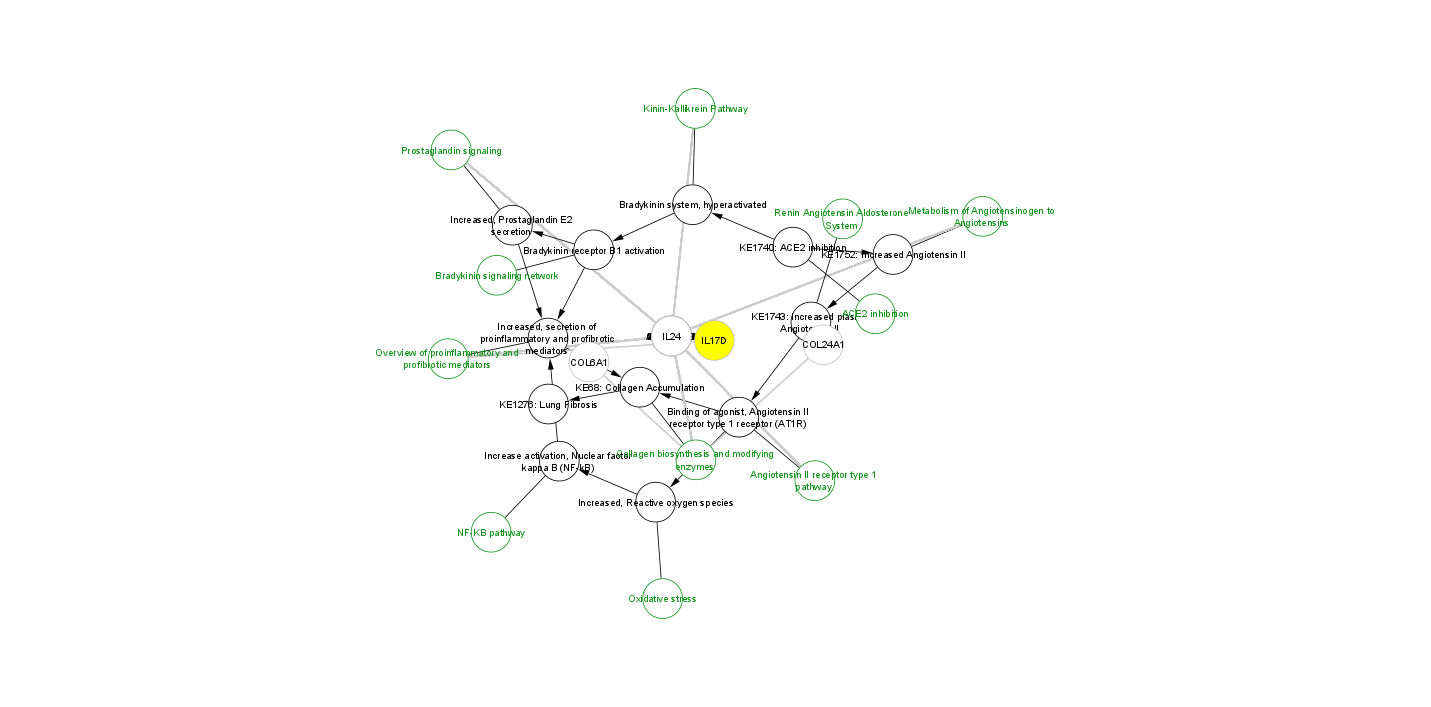 Kinin-Kallikrein Pathway
Prostaglandin signaling
Bradykinin system, hyperactivated
Renin Angiotensin Aldosterone
System
Metabolism of Angiotensinogen to
Angiotensins
Increased, Prostaglandin E2
secretion
Bradykinin receptor B1 activation
KE1740: ACE2 inhibition
KE1752: Increased Angiotensin II
Bradykinin signaling network
ACE2 inhibition
KE1743: Increased plasma
Angiotensin II
Increased, secretion of
proinflammatory and profibrotic
mediators
IL24
IL17D
COL24A1
Overview of proinflammatory and
profibotic mediators
COL6A1
KE68: Collagen Accumulation
KE1276: Lung Fibrosis
Binding of agonist, Angiotensin II
receptor type 1 receptor (AT1R)
Increase activation, Nuclear factor
kappa B (NF-kB)
Collagen biosynthesis and modifying
enzymes
Angiotensin II receptor type 1
pathway
Increased, Reactive oxygen species
NF-KB pathway
Oxidative stress